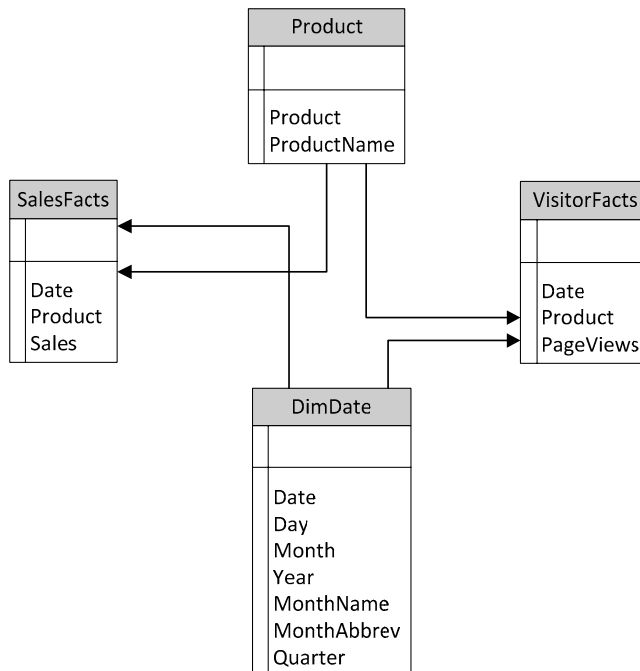 Product
Product
ProductName
SalesFacts
Date
Product
Sales
VisitorFacts
Date
Product
PageViews
DimDate
Date
Day
Month
Year
MonthName
MonthAbbrev
Quarter